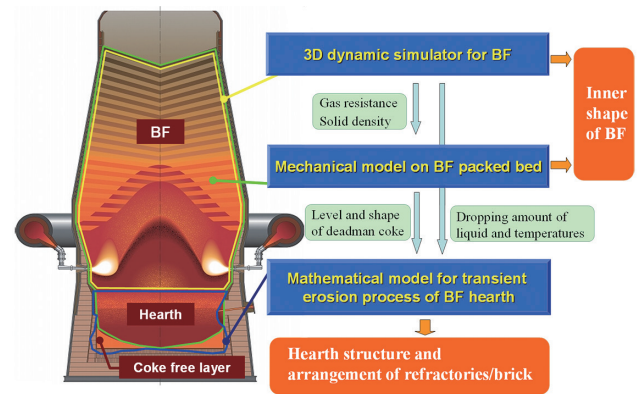 3D dynamic simulator for BF
Gas resistance
Solid density
Inner
shape
of BF
BF
Mechanical model on BF packed bed
Level and shape
of deadman coke
Dropping amount of
liquid and temperatures
Mathematical model for transient
erosion process of BF hearth
Hearth
Coke free layer
Hearth structure and
arrangement of refractories/brick